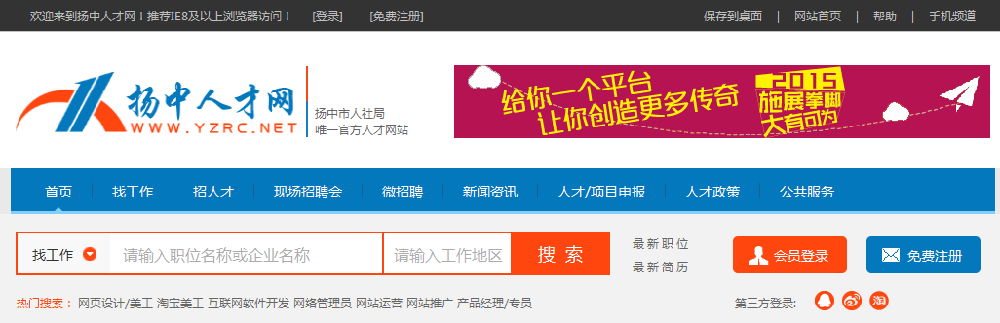 欢迎来到扬中人才网！推荐IE8及以上浏览器访问！ [登录] [免费注册] 保存到桌面 | 网站首页 | 帮助 | 手机频道
扬中人才网
WWW.YZRC.NET
扬中市人社局
唯一官方人才网站
给你一个平台
让你创造更多传奇
2015
施展拳脚
大有可为
首页 找工作 招人才 现场招聘会 微招聘 新闻资讯 人才/项目申报 人才政策 公共服务
找工作 请输入职位名称或企业名称 请输入工作地区 搜 索
最新职位
最新简历
会员登录 免费注册
热门搜索： 网页设计/美工 淘宝美工 互联网软件开发 网络管理员 网站运营 网站推广 产品经理/专员
第三方登录: 淘